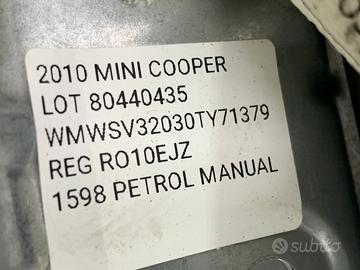 2010 MINI COOPER
LOT 80440435
WMWSV32030TY71379
REG RO10EJZ
1598 PETROL MANUAL
subito